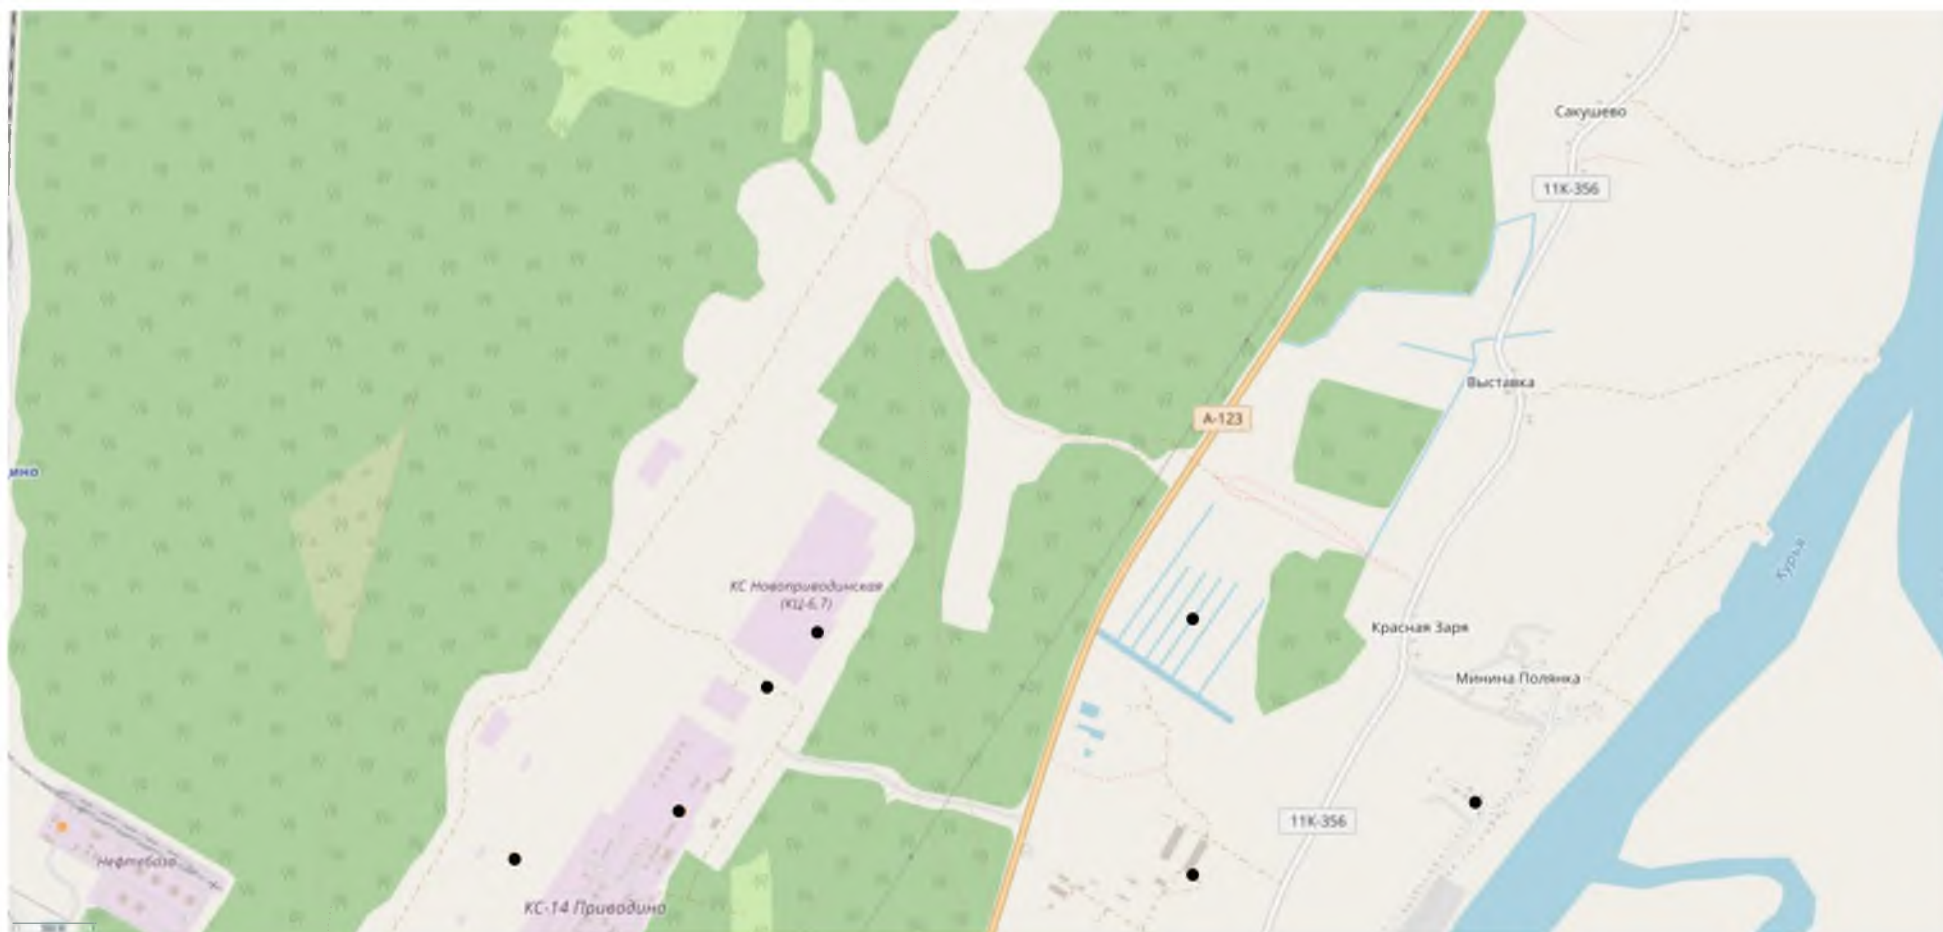 Сакушево
11К-356
Выставка
А-123
ино
Курья
КС Новоприводинская
(КЦ-6,7)
Красная Заря
Минина Полянка
11К-356
Нефтебаза
КС-14 Приводино